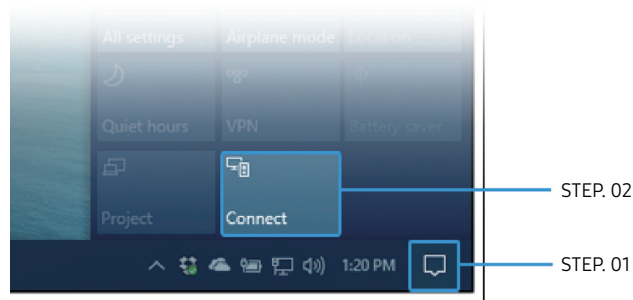 All settings Airplane mode Location
Quiet hours VPN Battery saver
Project Connect
STEP. 02
1:20 PM
STEP. 01